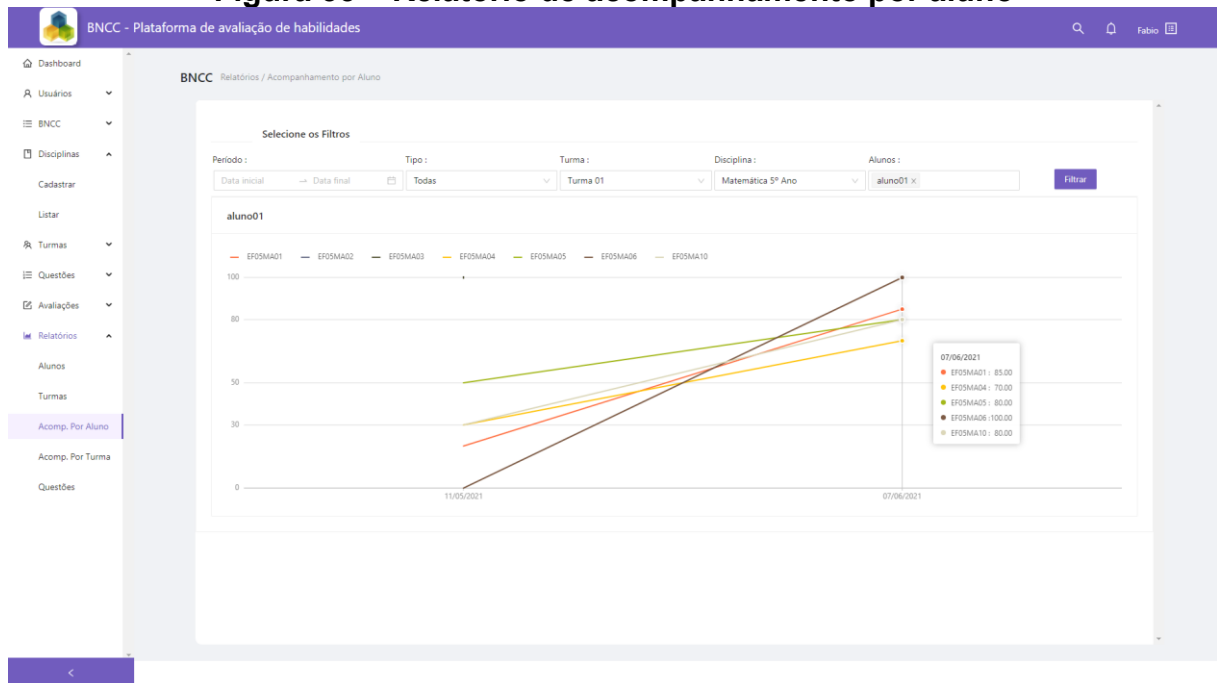 BNCC - Plataforma de avaliação de habilidades
Fabio
Dashboard
Usuários
BNCC
Disciplinas
Cadastrar
Listar
Turmas
Questões
Avaliações
Relatórios
Alunos
Turmas
Acomp. Por Aluno
Acomp. Por Turma
Questões
BNCC Relatórios / Acompanhamento por Aluno
Selecione os Filtros
Período : Tipo : Turma : Disciplina : Alunos :
Data inicial → Data final Todas Turma 01 Matemática 5º Ano aluno01 × Filtrar
aluno01
EF05MA01 EF05MA02 EF05MA03 EF05MA04 EF05MA05 EF05MA06 EF05MA10
100
80
50
30
0
11/05/2021 07/06/2021
07/06/2021
EF05MA01 : 85.00
EF05MA04 : 70.00
EF05MA05 : 80.00
EF05MA06 :100.00
EF05MA10 : 80.00